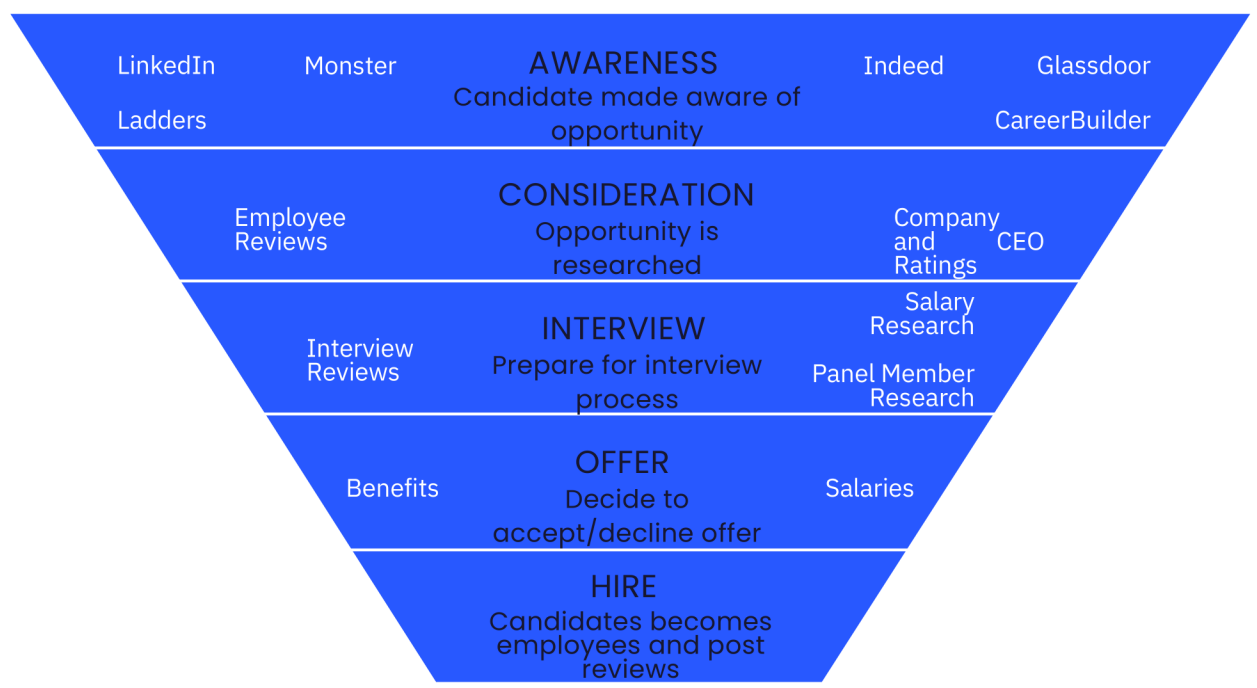 LinkedIn Monster AWARENESS Indeed Glassdoor
Candidate made aware of
opportunity
Ladders CareerBuilder
CONSIDERATION
Opportunity is
researched
Employee
Reviews
Company
and CEO
Ratings
INTERVIEW
Prepare for interview
process
Interview
Reviews
Salary
Research
Panel Member
Research
OFFER
Decide to
accept/decline offer
Benefits Salaries
HIRE
Candidates becomes
employees and post
reviews